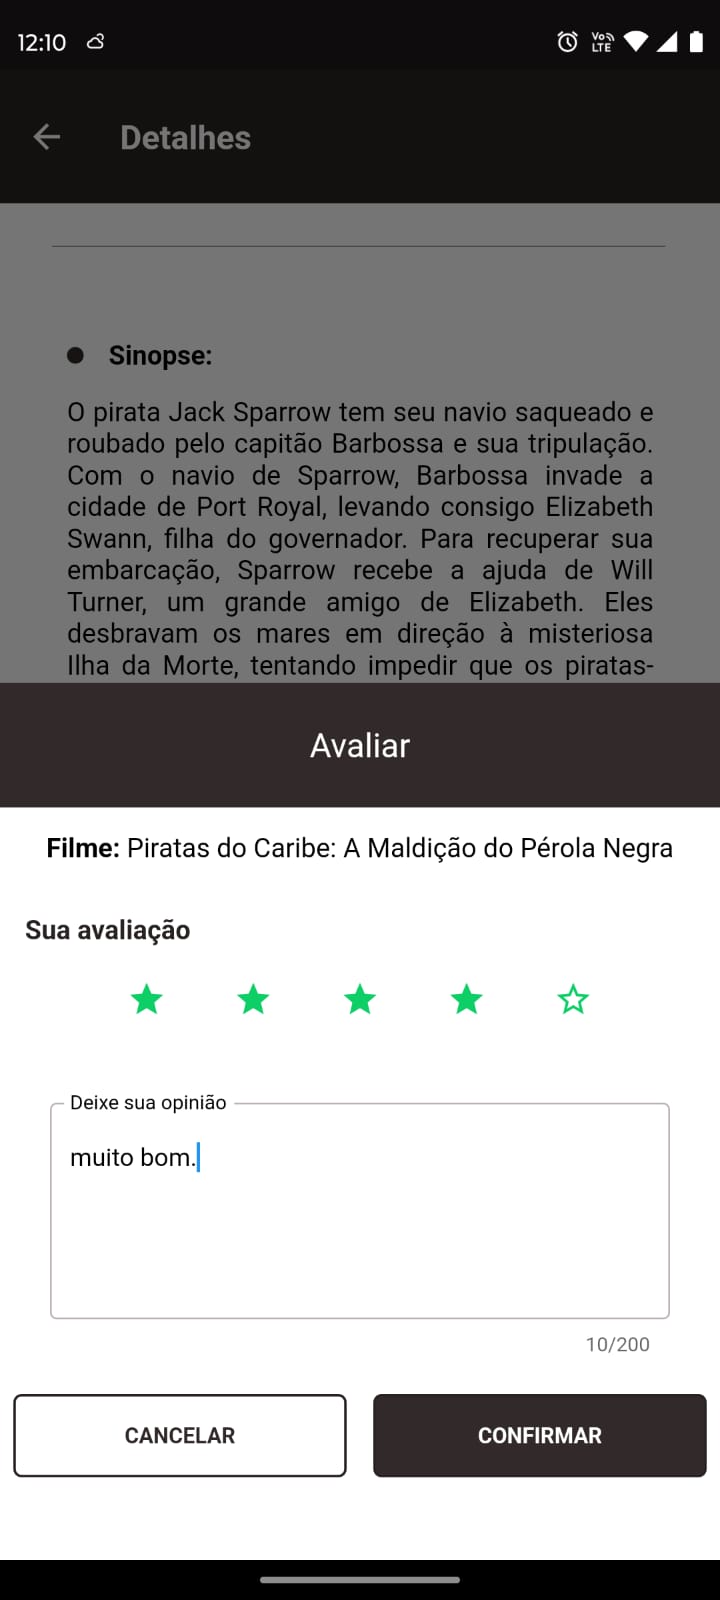 12:10
Vo LTE
Detalhes
Sinopse:
O pirata Jack Sparrow tem seu navio saqueado e
roubado pelo capitão Barbossa e sua tripulação.
Com o navio de Sparrow, Barbossa invade a
cidade de Port Royal, levando consigo Elizabeth
Swann, filha do governador. Para recuperar sua
embarcação, Sparrow recebe a ajuda de Will
Turner, um grande amigo de Elizabeth. Eles
desbravam os mares em direção à misteriosa
Ilha da Morte, tentando impedir que os piratas-
Avaliar
Filme: Piratas do Caribe: A Maldição do Pérola Negra
Sua avaliação
Deixe sua opinião
muito bom.
10/200
CANCELAR
CONFIRMAR